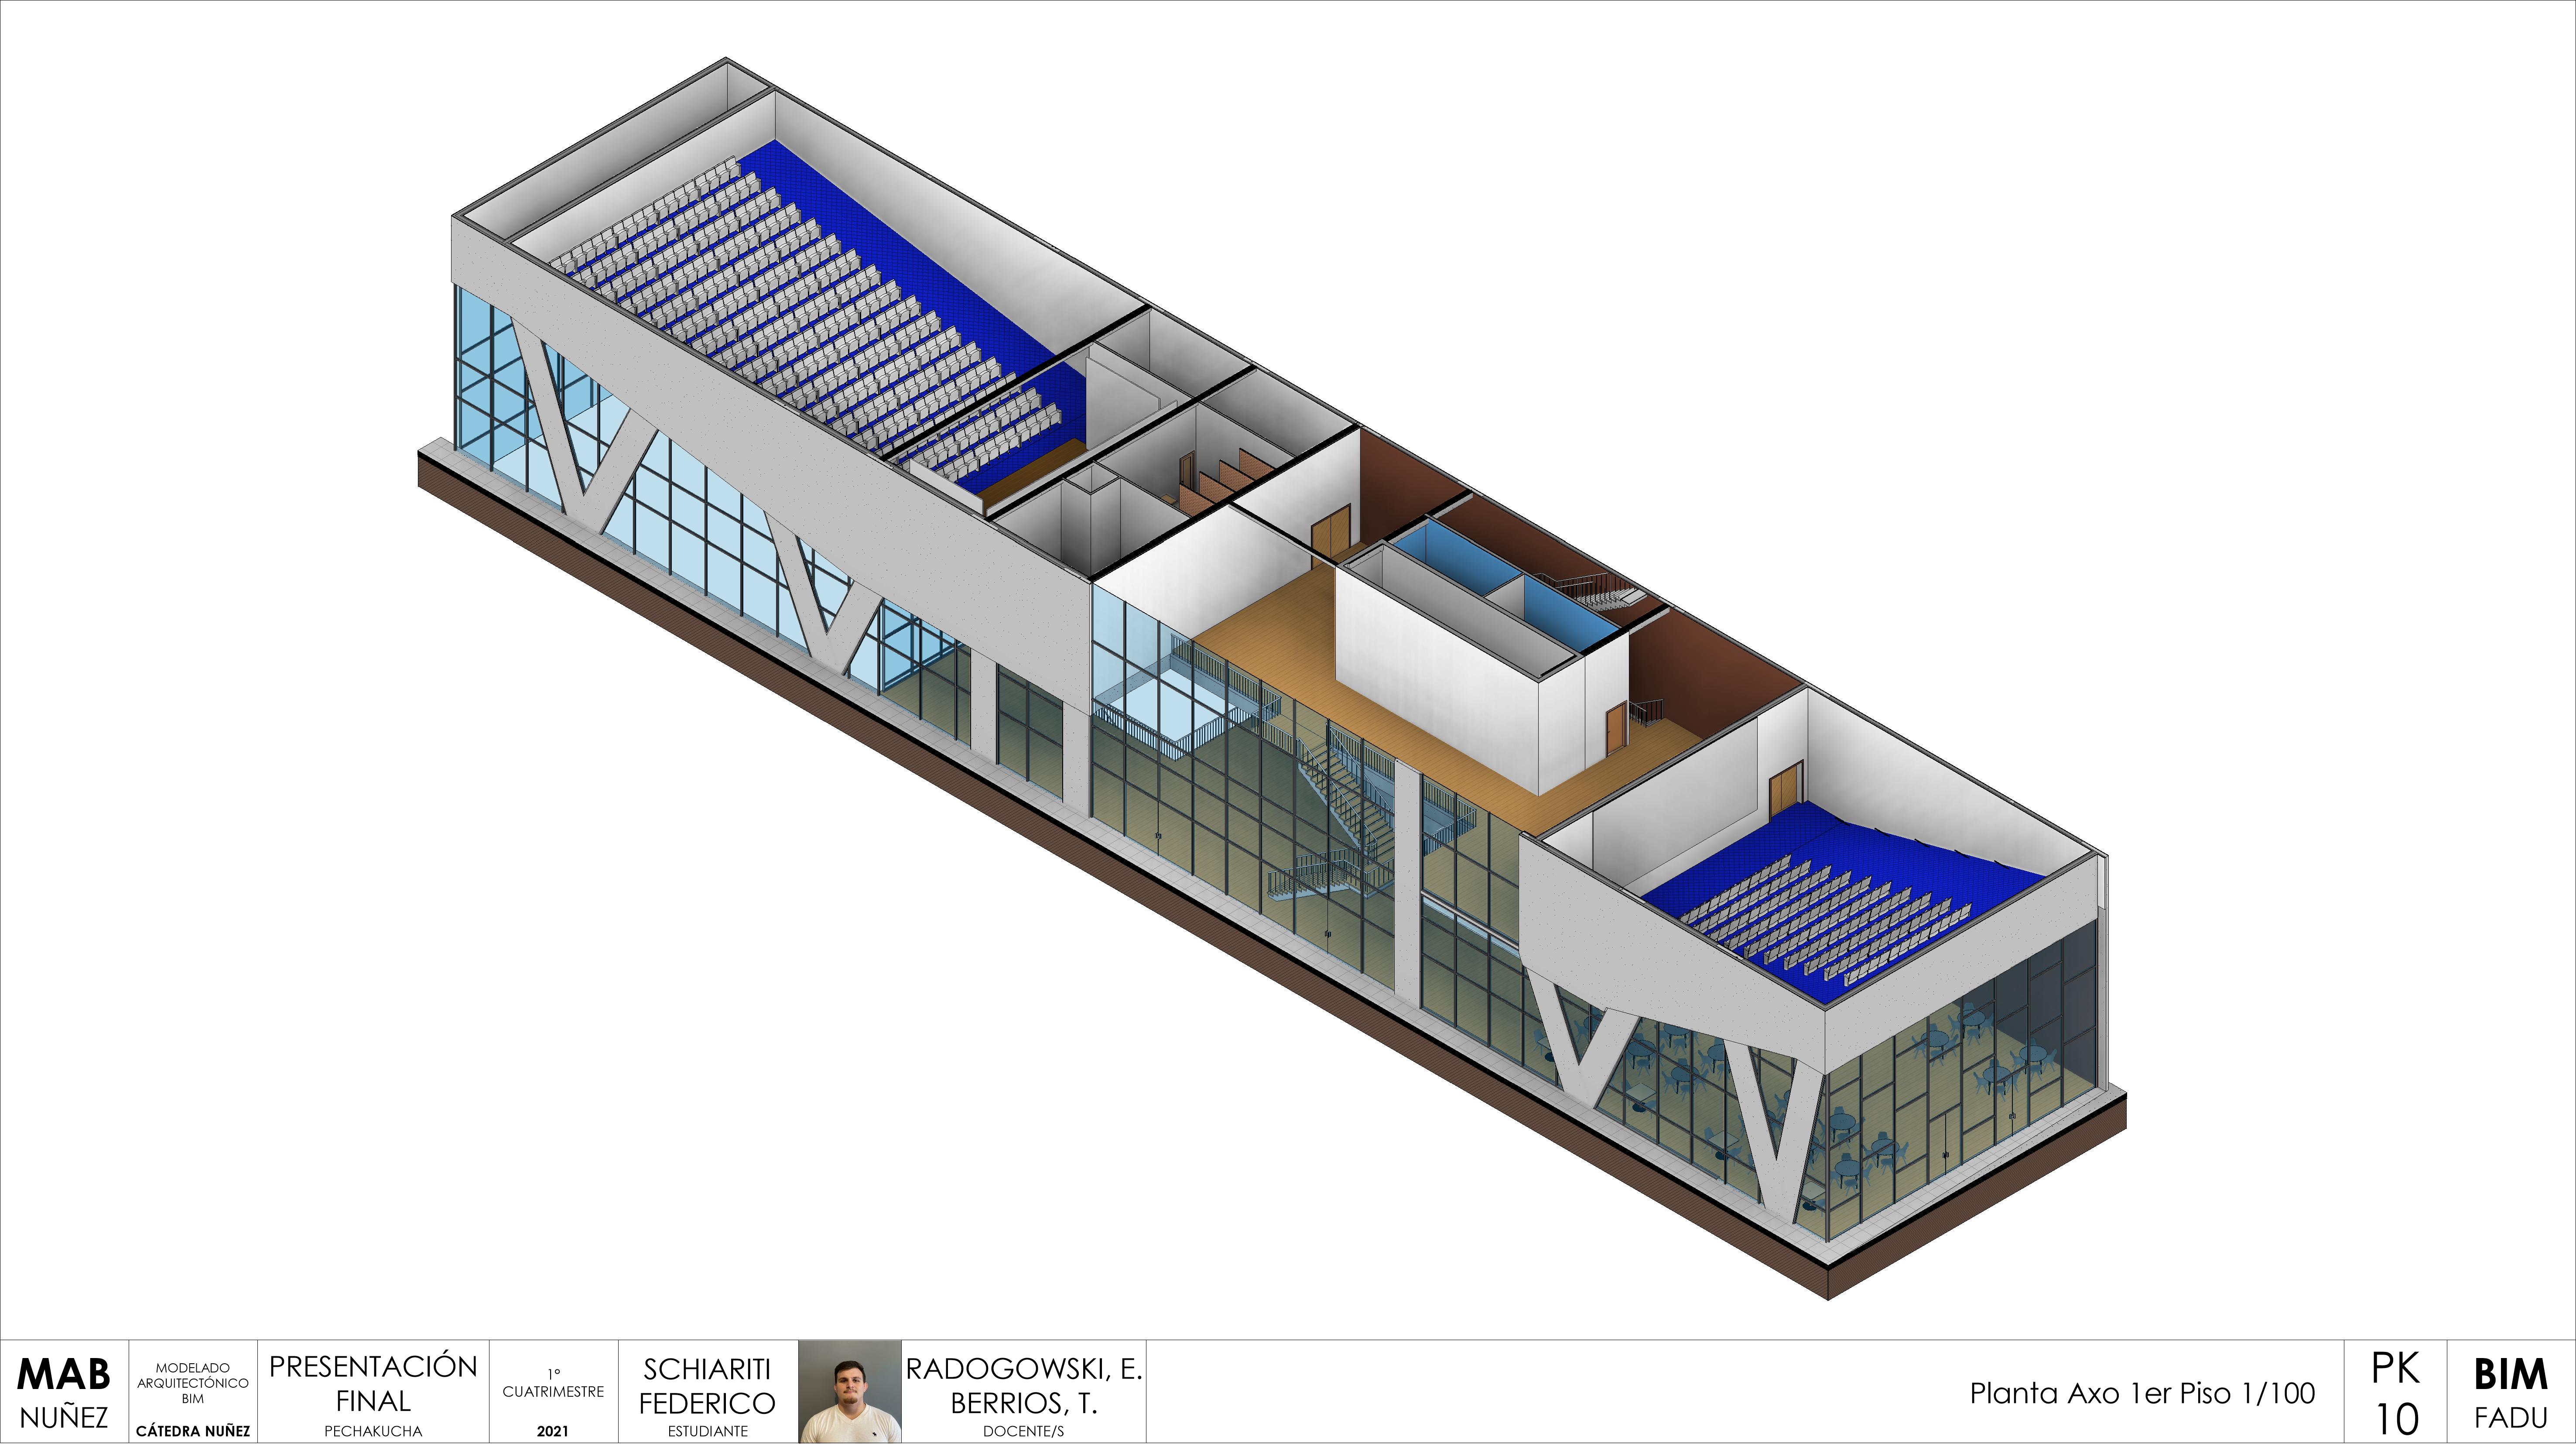 MAB
NUÑEZ
MODELADO
ARQUITECTÓNICO
BIM
CÁTEDRA NUÑEZ
PRESENTACIÓN
FINAL
PECHAKUCHA
1°
CUATRIMESTRE
2021
SCHIARITI
FEDERICO
ESTUDIANTE
RADOGOWSKI, E.
BERRIOS, T.
DOCENTE/S
Planta Axo 1er Piso 1/100
PK
10
BIM
FADU